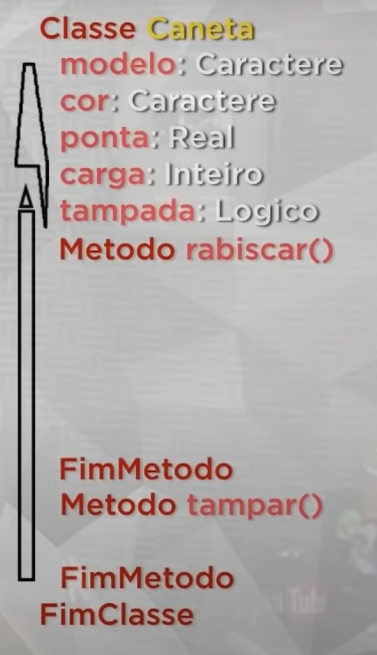 Classe Caneta
modelo: Caractere
cor: Caractere
ponta: Real
carga: Inteiro
tampada: Logico
Metodo rabiscar()
FimMetodo
Metodo tampar()
FimMetodo
FimClasse